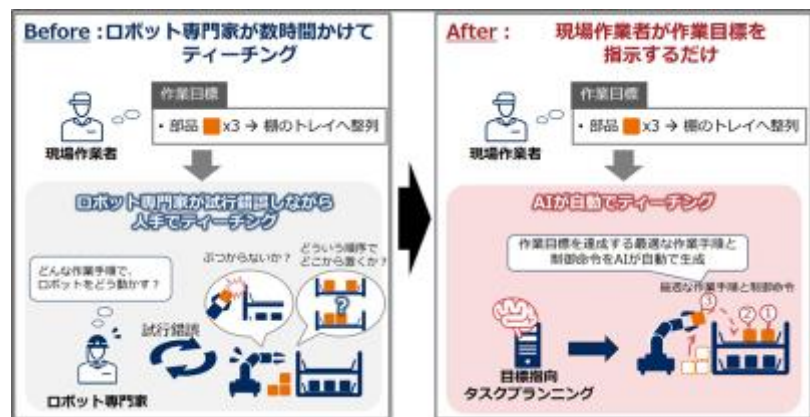 Before：ロボット専門家が数時間かけて
ティーチング
作業目標
・部品 x3 → 棚のトレイへ整列
現場作業者
ロボット専門家が試行錯誤しながら
人手でティーチング
どんな作業手順で、
ロボットをどう動かす？
ぶつからないか？
どういう順序で
どこから置くか？
?
試行錯誤
ロボット専門家
After： 現場作業者が作業目標を
指示するだけ
作業目標
・部品 x3 → 棚のトレイへ整列
現場作業者
AIが自動でティーチング
作業目標を達成する最適な作業手順と
制御命令をAIが自動で生成
最適な作業手順と制御命令
③
② ①
目標指向
タスクプランニング